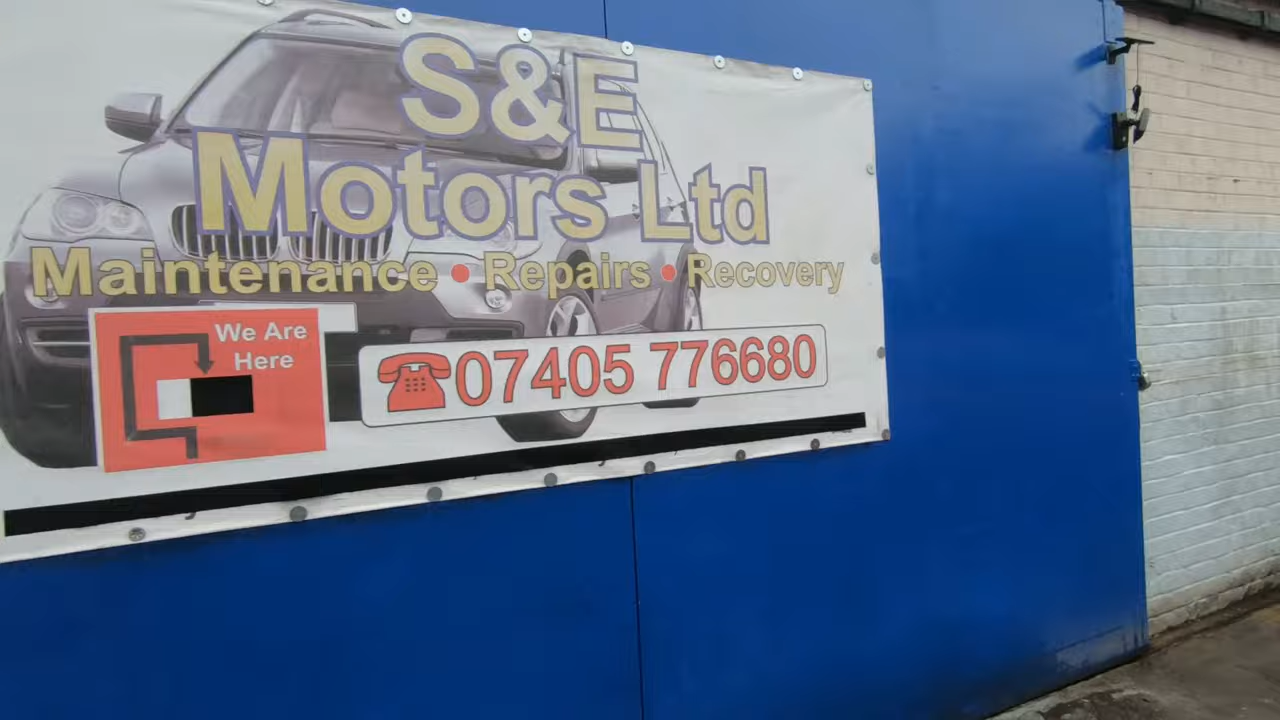 S&E
Motors Ltd
Maintenance • Repairs • Recovery
We Are
Here
07405 776680